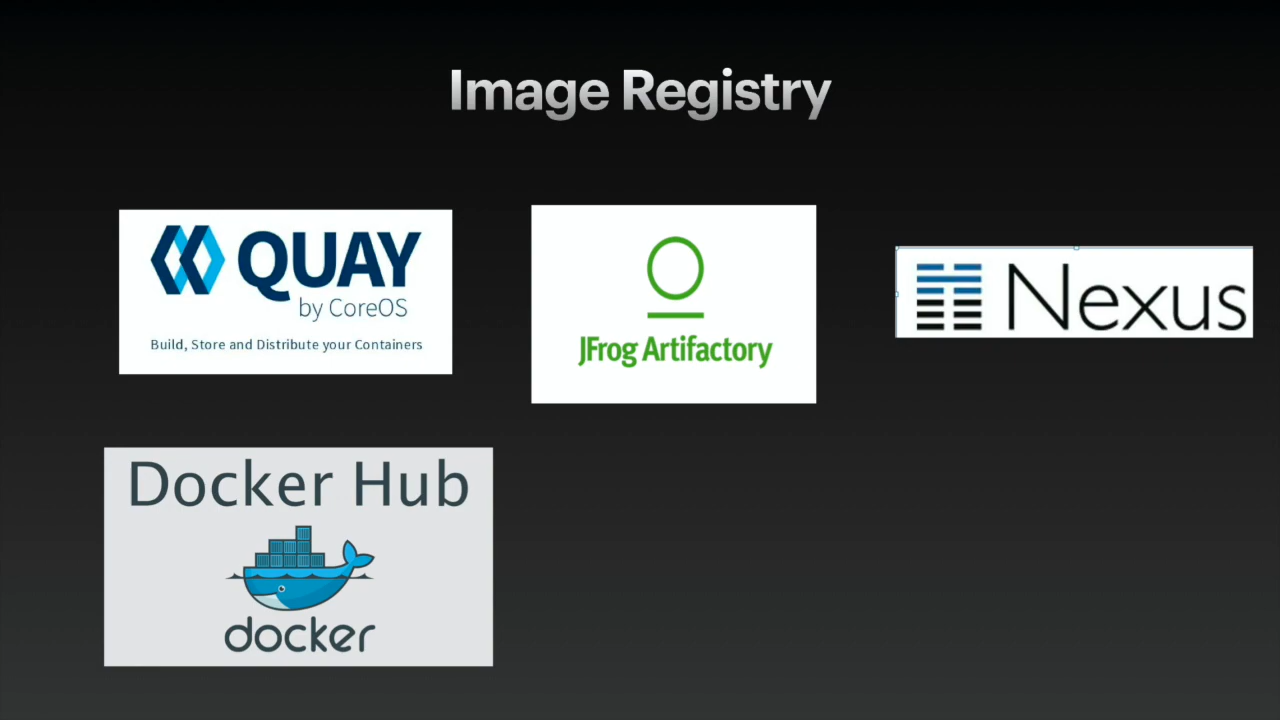 Image Registry
QUAY
by CoreOS
Build, Store and Distribute your Containers
JFrog Artifactory
Nexus
Docker Hub
docker